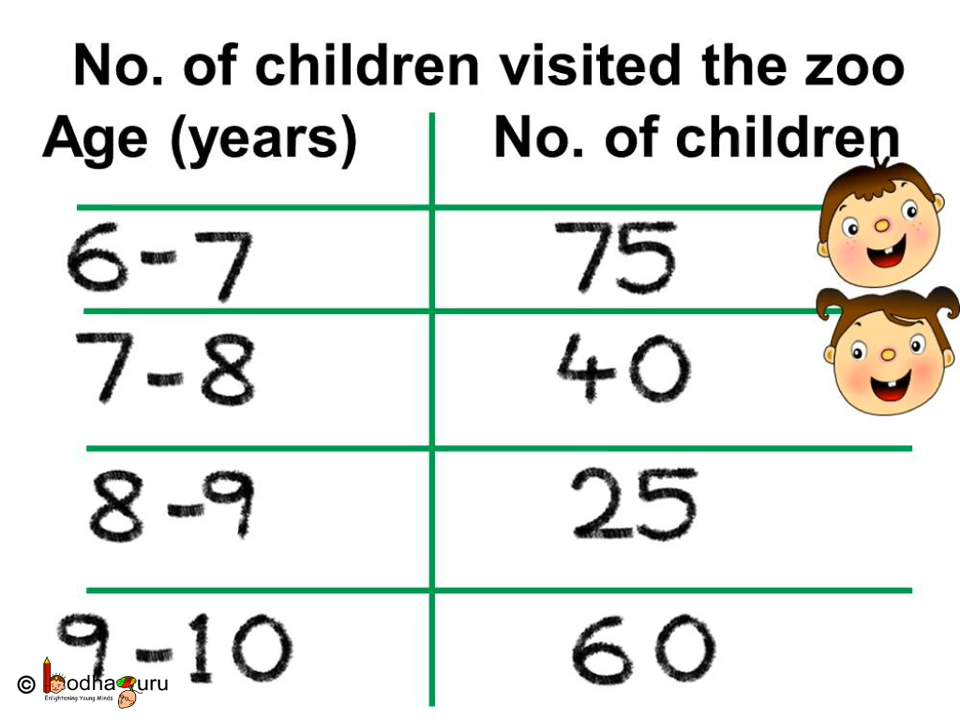 No. of children visited the zoo
Age (years) No. of children
6-7 75
7-8 40
8-9 25
9-10 60
© BodhaGuru
Enlightening Young Minds